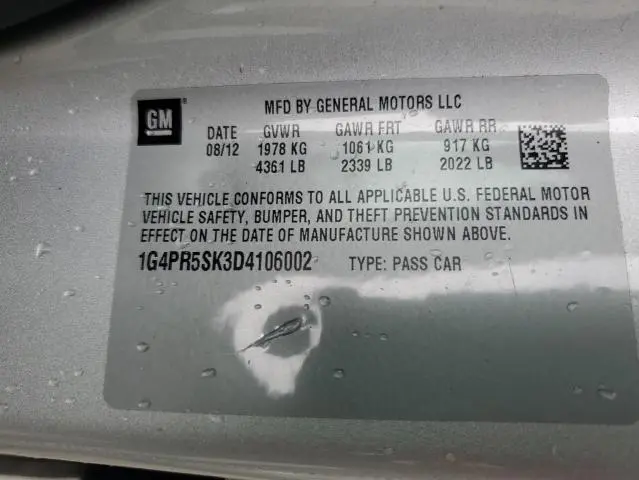 GM ®
MFD BY GENERAL MOTORS LLC
DATE GVWR GAWR FRT GAWR RR
08/12 1978 KG 1061 KG 917 KG
4361 LB 2339 LB 2022 LB
THIS VEHICLE CONFORMS TO ALL APPLICABLE U.S. FEDERAL MOTOR
VEHICLE SAFETY, BUMPER, AND THEFT PREVENTION STANDARDS IN
EFFECT ON THE DATE OF MANUFACTURE SHOWN ABOVE.
1G4PR5SK3D4106002 TYPE: PASS CAR